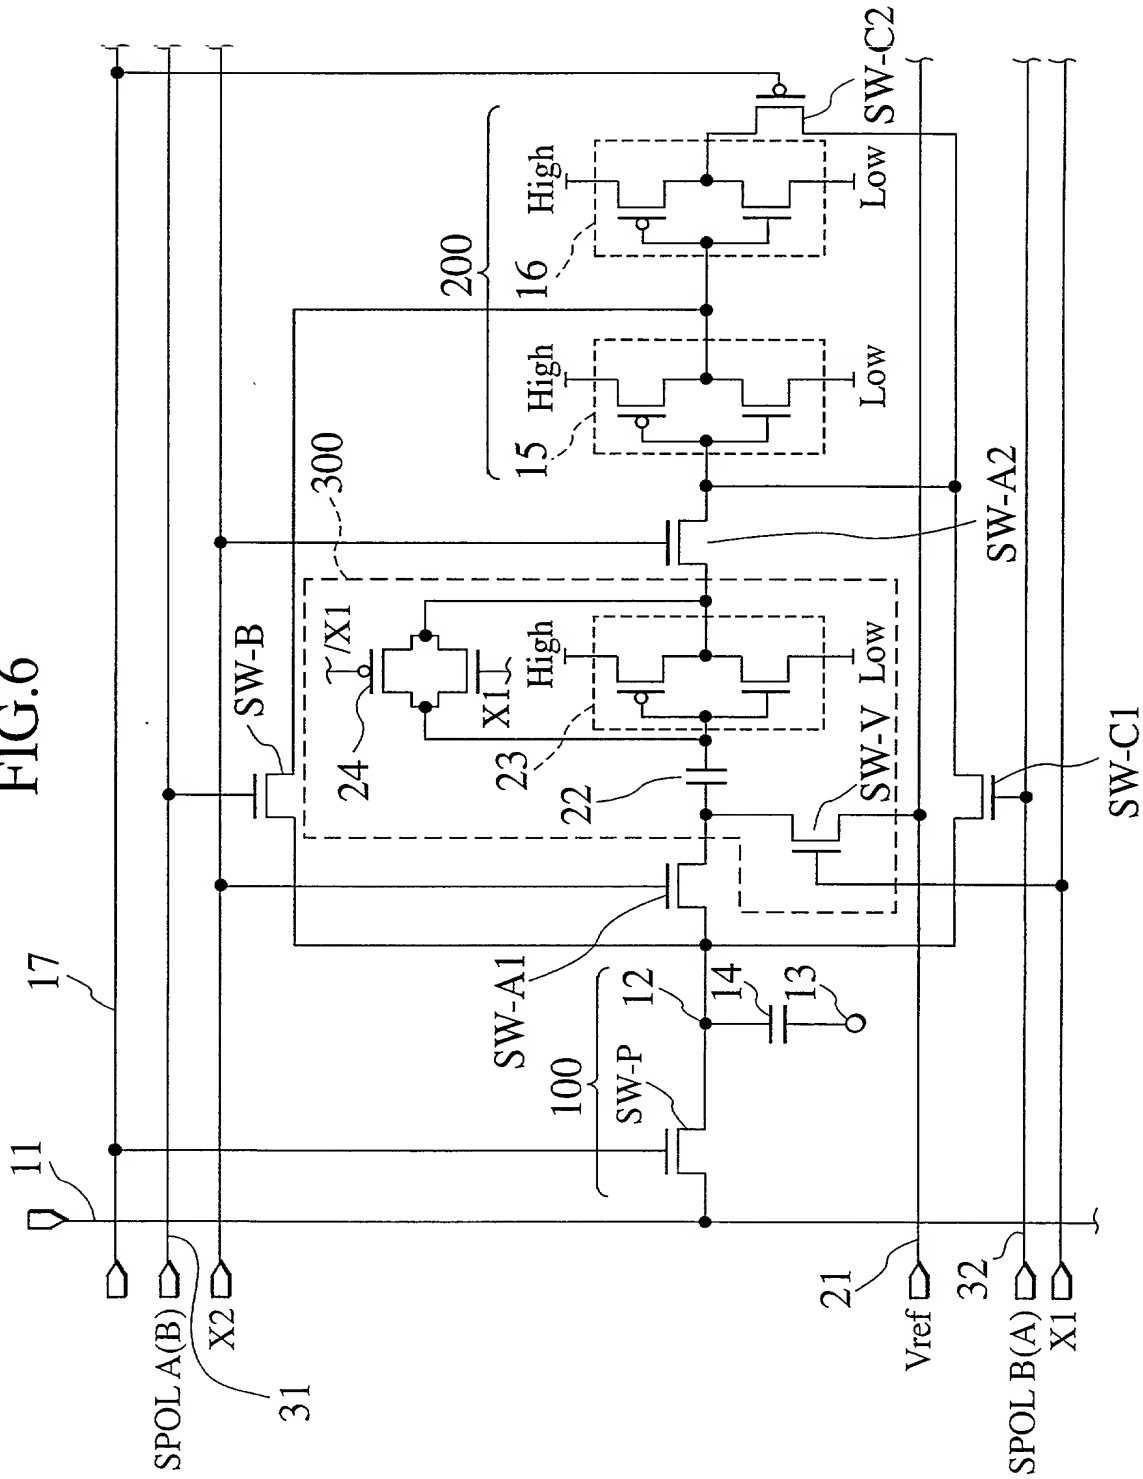 FIG.6
17
11
SPOL A(B)
31
X2
SW-B
300
/X1
24
X1
200
High
High
High
16
15
23
22
SW-V
Low
Low
Low
SW-C2
SW-A2
SW-A1
100
SW-P
12
14
13
21
Vref
32
SPOL B(A)
X1
SW-C1